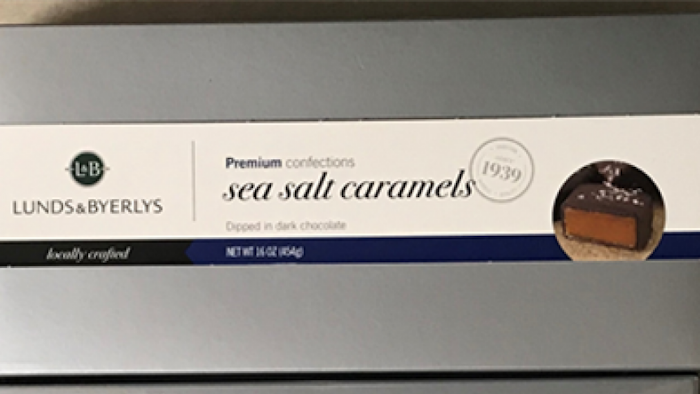 L&B
LUNDS&BYERLYS
locally crafted
Premium confections
sea salt caramels
Dipped in dark chocolate
NET WT 16 OZ (454g)
1939